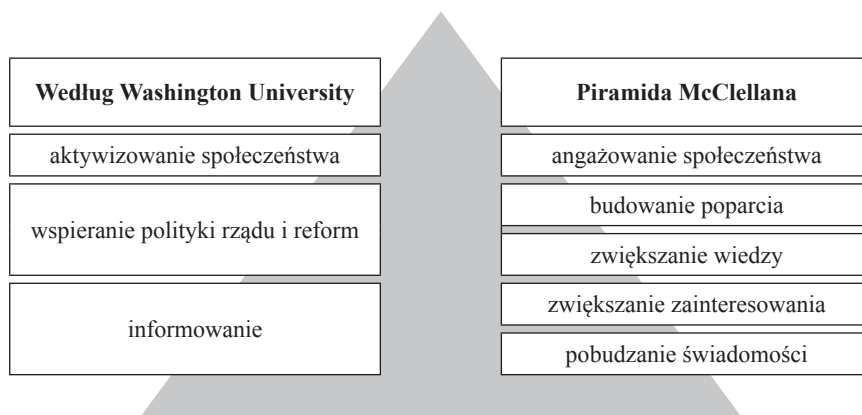 Według Washington University
aktywizowanie społeczeństwa
wspieranie polityki rządu i reform
informowanie
Piramida McClellana
angażowanie społeczeństwa
budowanie poparcia
zwiększanie wiedzy
zwiększanie zainteresowania
pobudzanie świadomości